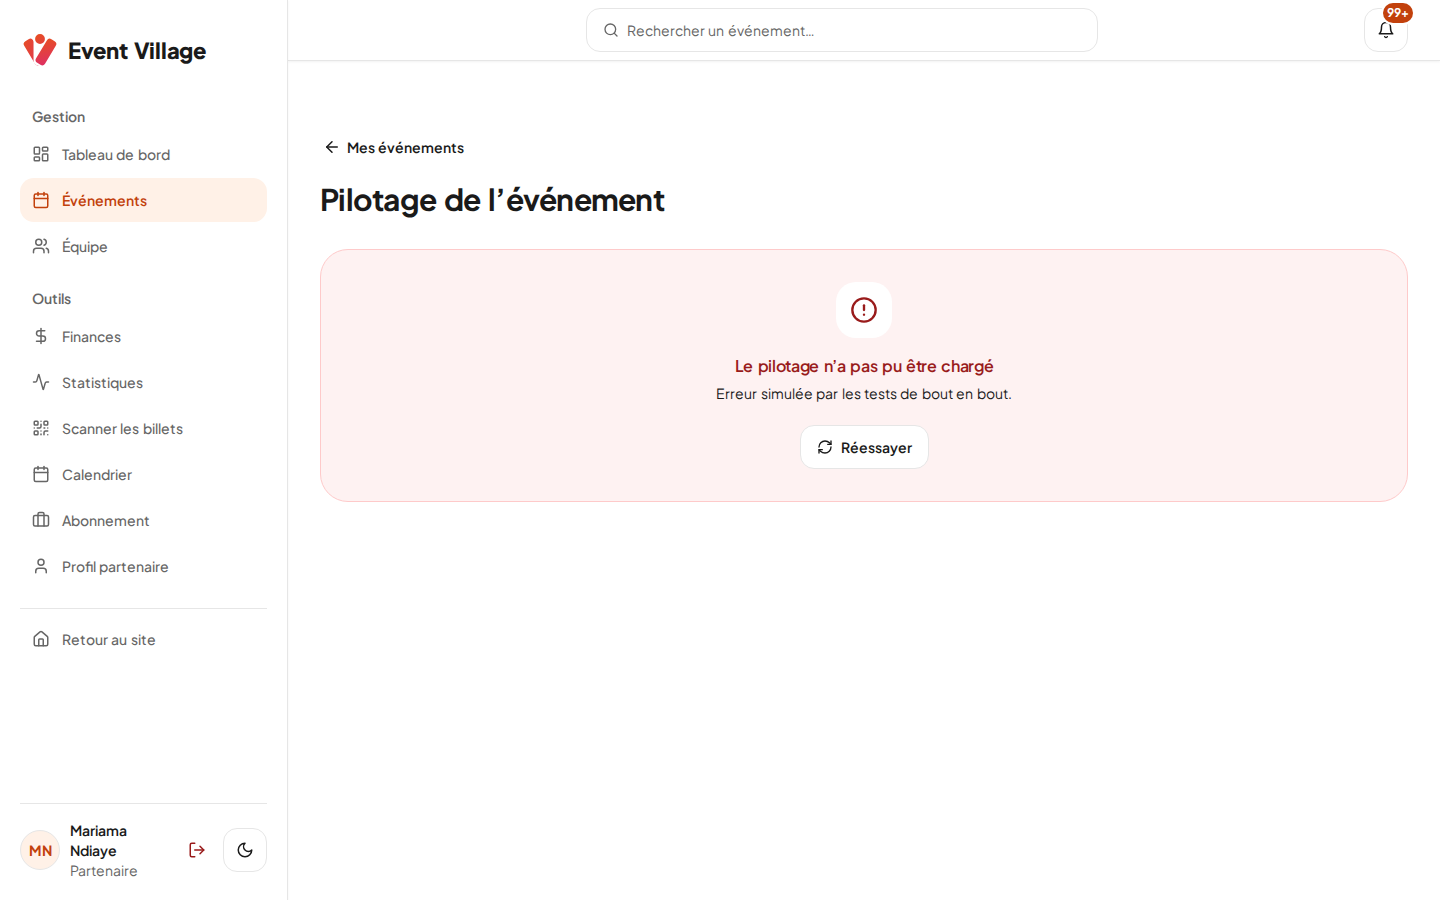 Event Village
Rechercher un événement...
99+
Gestion
Tableau de bord
Événements
Équipe
Outils
Finances
Statistiques
Scanner les billets
Calendrier
Abonnement
Profil partenaire
Retour au site
MN
Mariama
Ndiaye
Partenaire
Mes événements
Pilotage de l’événement
Le pilotage n’a pas pu être chargé
Erreur simulée par les tests de bout en bout.
Réessayer